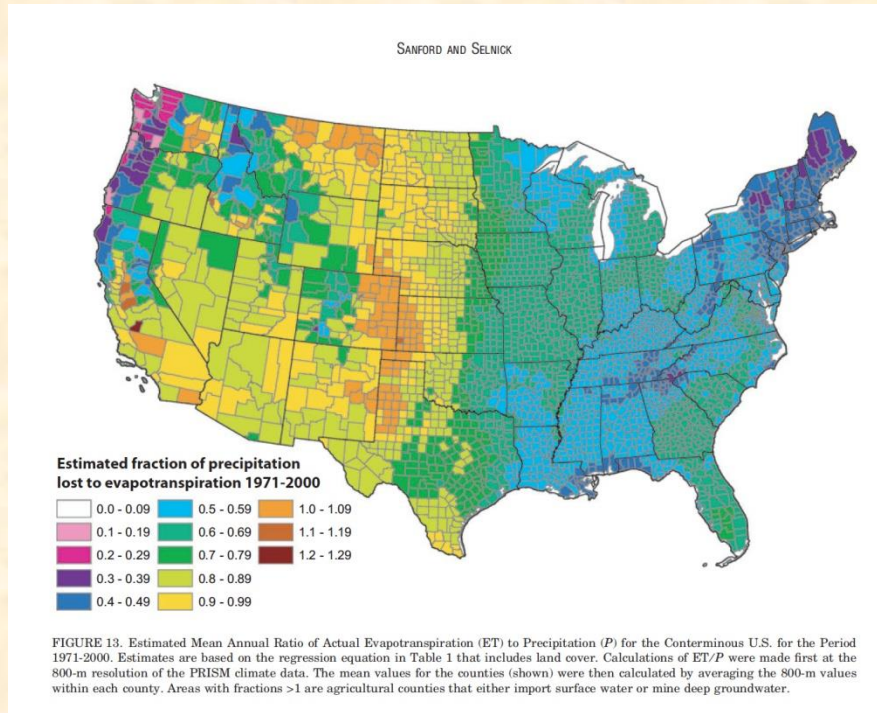 SANFORD AND SELNICK
Estimated fraction of precipitation
lost to evapotranspiration 1971-2000
0.0 - 0.09
0.1 - 0.19
0.2 - 0.29
0.3 - 0.39
0.4 - 0.49
0.5 - 0.59
0.6 - 0.69
0.7 - 0.79
0.8 - 0.89
0.9 - 0.99
1.0 - 1.09
1.1 - 1.19
1.2 - 1.29
FIGURE 13. Estimated Mean Annual Ratio of Actual Evapotranspiration (ET) to Precipitation (P) for the Conterminous U.S. for the Period
1971-2000. Estimates are based on the regression equation in Table 1 that includes land cover. Calculations of ET/P were made first at the
800-m resolution of the PRISM climate data. The mean values for the counties (shown) were then calculated by averaging the 800-m values
within each county. Areas with fractions >1 are agricultural counties that either import surface water or mine deep groundwater.